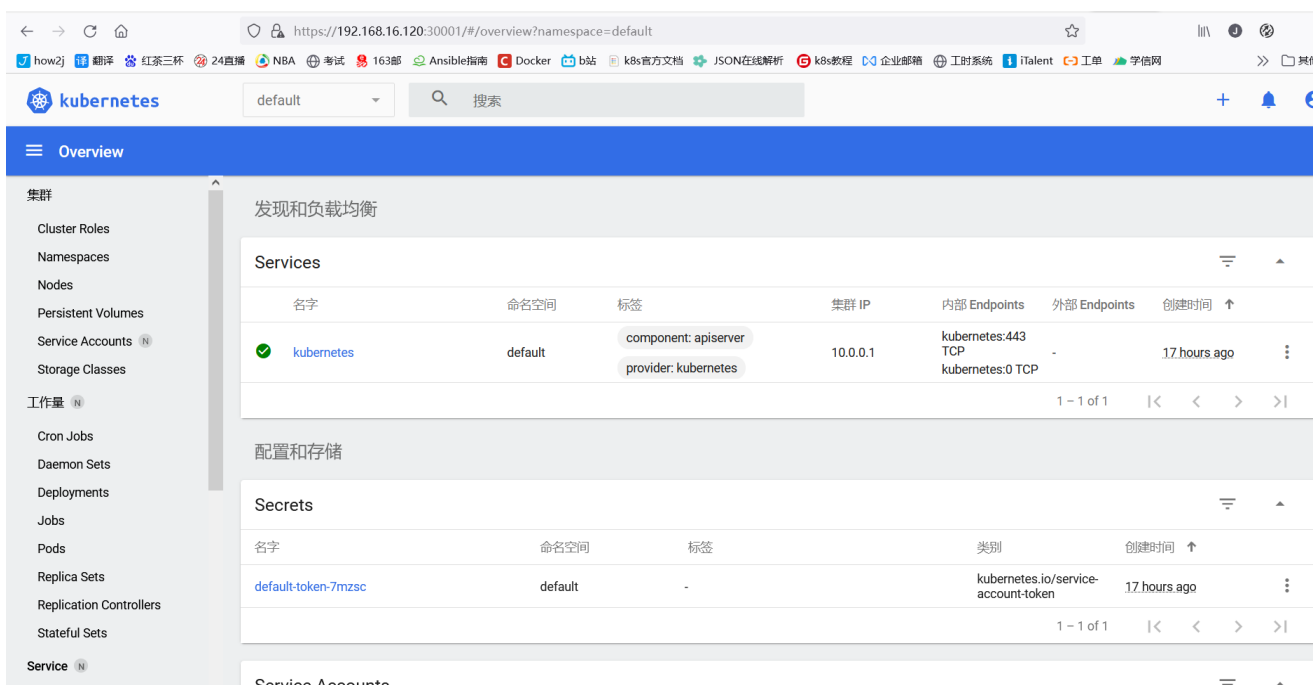 https://192.168.16.120:30001/#/overview?namespace=default
how2j 译 翻译 红茶三杯 24直播 NBA 考试 163邮 Ansible指南 Docker b站 k8s官方文档 JSON在线解析 k8s教程 企业邮箱 工时系统 iTalent 工单 学信网
kubernetes default 搜索
Overview
集群
Cluster Roles
Namespaces
Nodes
Persistent Volumes
Service Accounts N
Storage Classes
工作量 N
Cron Jobs
Daemon Sets
Deployments
Jobs
Pods
Replica Sets
Replication Controllers
Stateful Sets
Service N
发现和负载均衡
Services
名字 命名空间 标签 集群 IP 内部 Endpoints 外部 Endpoints 创建时间
kubernetes default component: apiserver provider: kubernetes 10.0.0.1 kubernetes:443 TCP kubernetes:0 TCP - 17 hours ago
1 – 1 of 1
配置和存储
Secrets
名字 命名空间 标签 类别 创建时间
default-token-7mzsc default - kubernetes.io/service-account-token 17 hours ago
1 – 1 of 1
Service Accounts